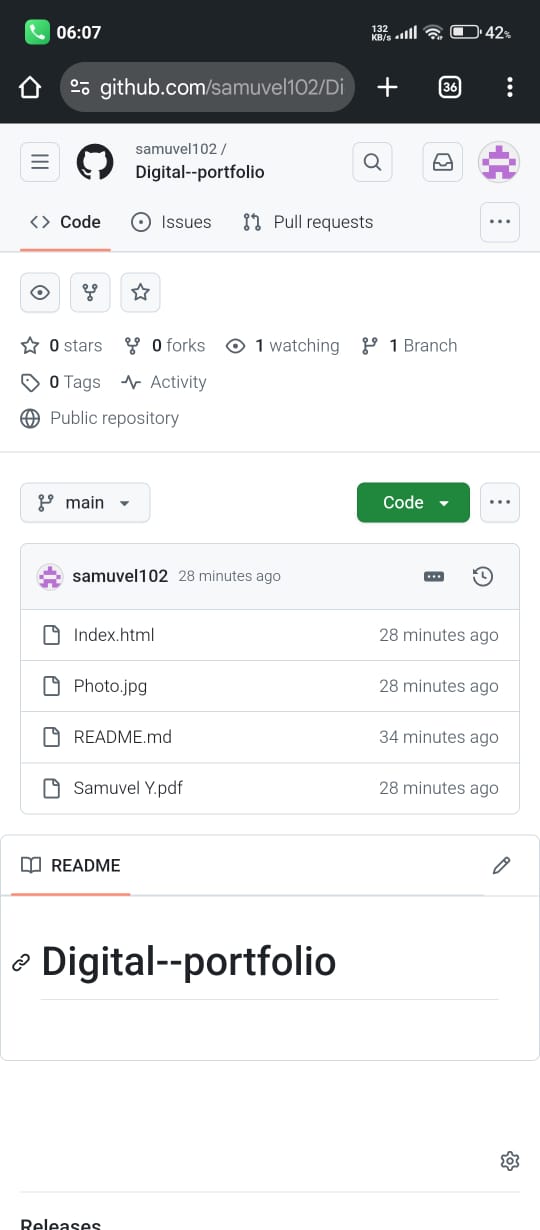 06:07
132
KB/s
42%
github.com/samuvel102/Di
36
samuvel102 /
Digital--portfolio
Code
Issues
Pull requests
0 stars
0 forks
1 watching
1 Branch
0 Tags
Activity
Public repository
main
Code
samuvel102 28 minutes ago
Index.html 28 minutes ago
Photo.jpg 28 minutes ago
README.md 34 minutes ago
Samuvel Y.pdf 28 minutes ago
README
Digital--portfolio
Releases